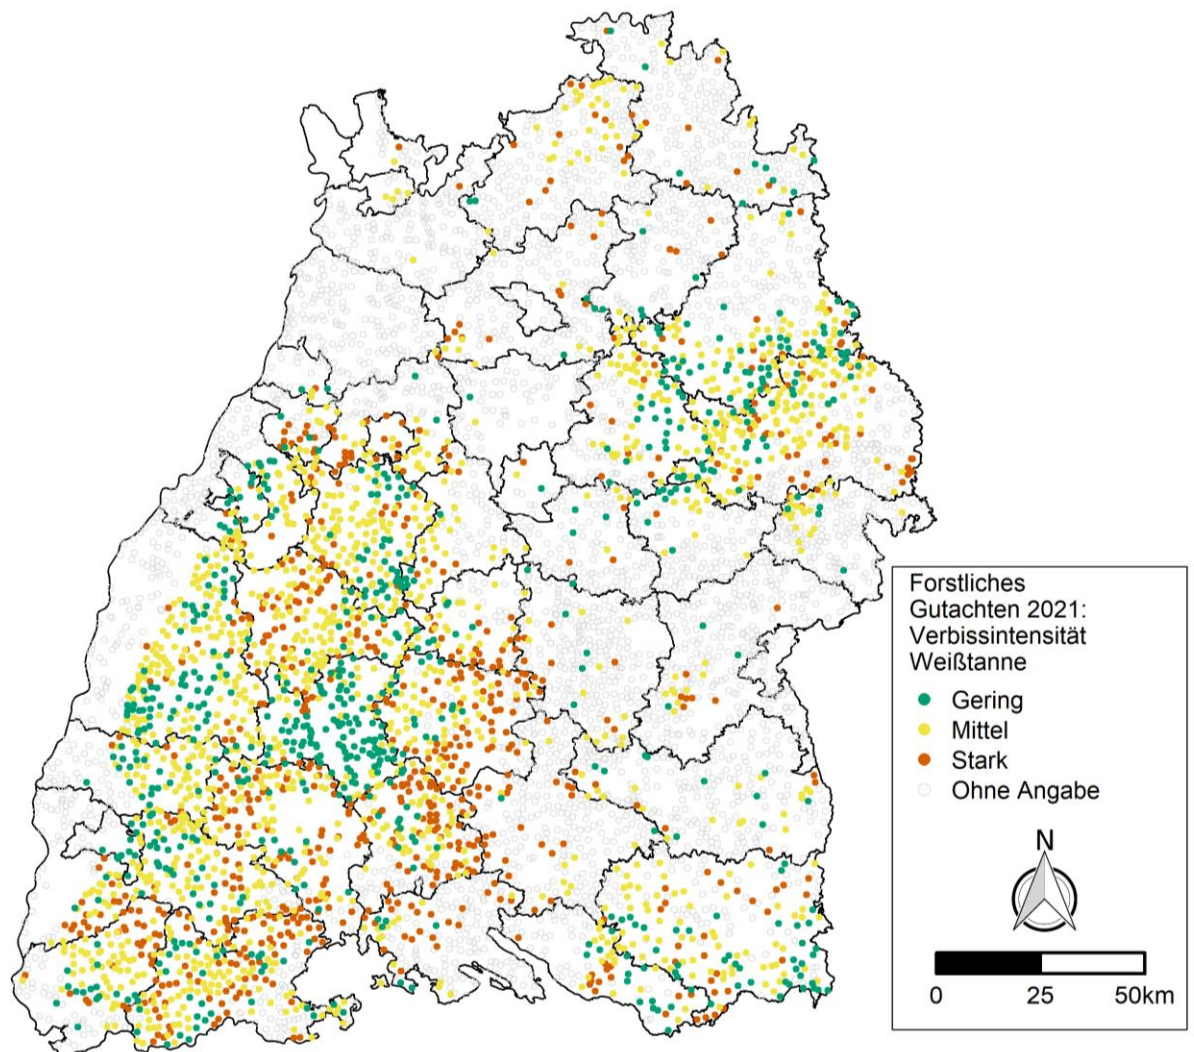 Forstliches
Gutachten 2021:
Verbissintensität
Weißtanne
Gering
Mittel
Stark
Ohne Angabe
N
0 25 50km